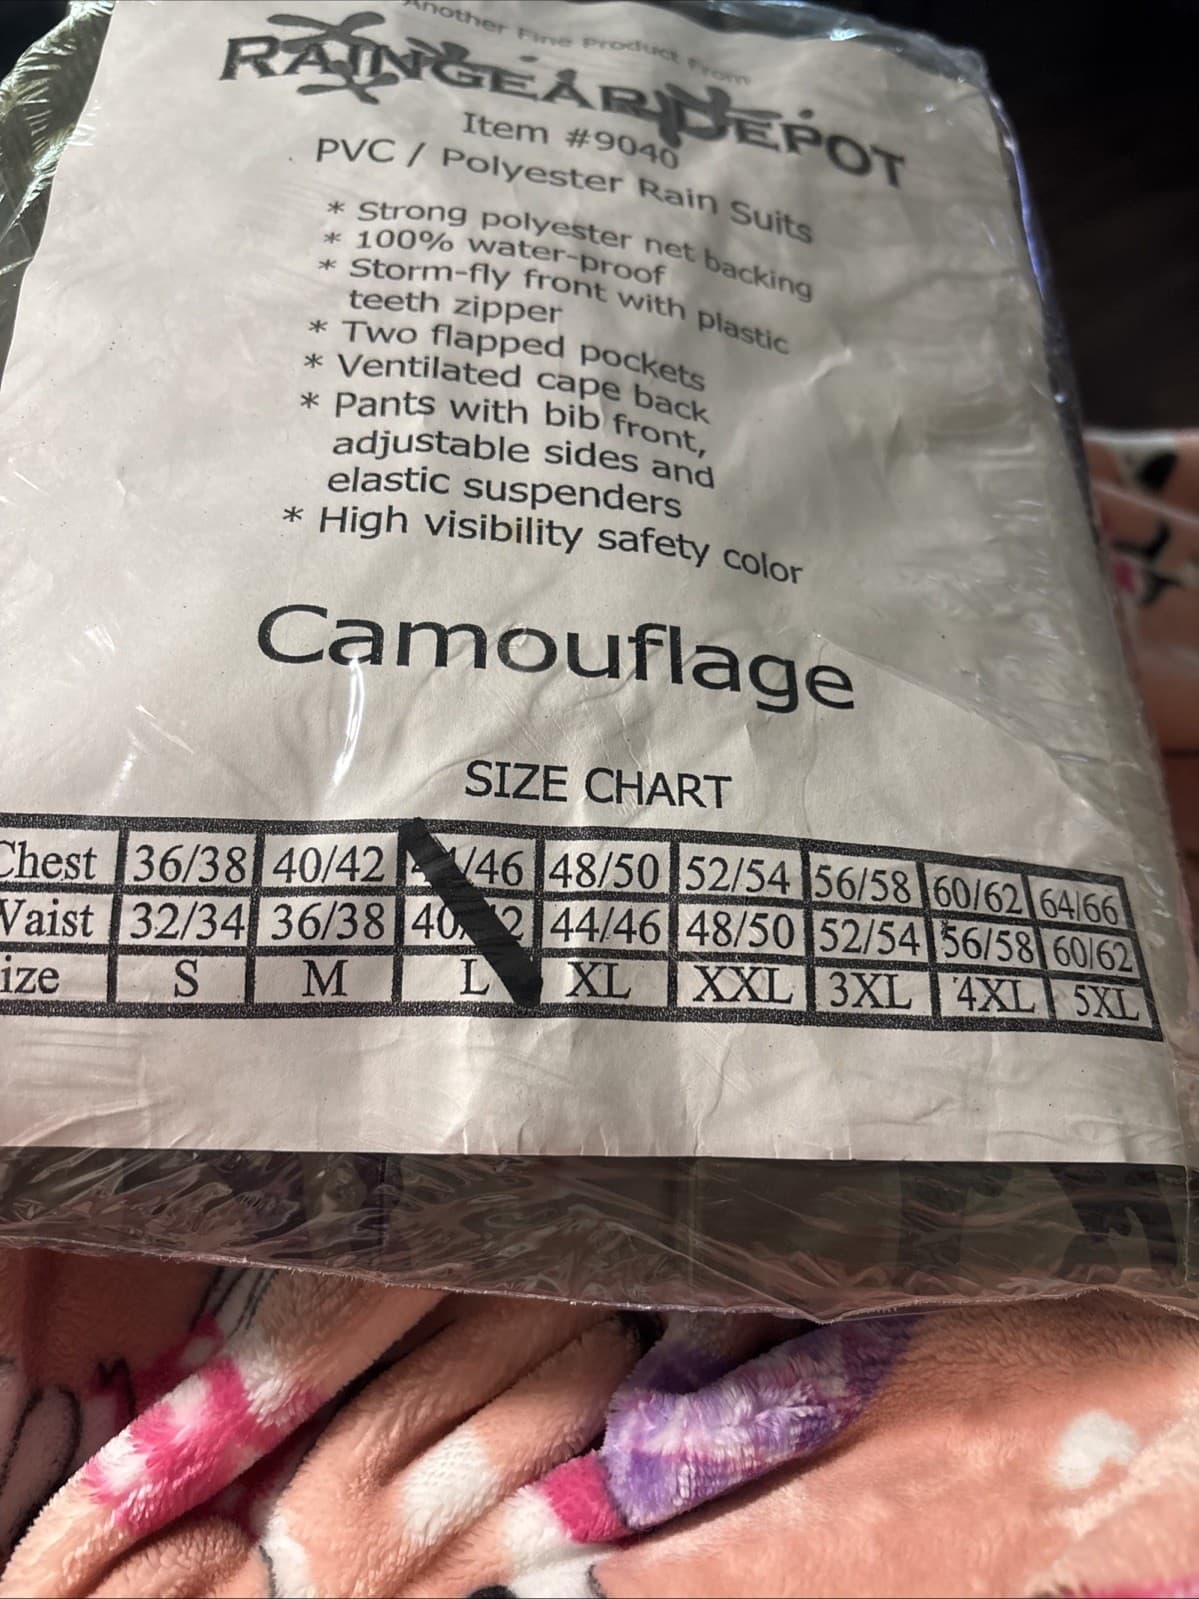 Another Fine Product From
RAINGEAR DEPOT
Item #9040
PVC / Polyester Rain Suits
* Strong polyester net backing
* 100% water-proof
* Storm-fly front with plastic
teeth zipper
* Two flapped pockets
* Ventilated cape back
* Pants with bib front,
adjustable sides and
elastic suspenders
* High visibility safety color
Camouflage
SIZE CHART
Chest 36/38 40/42 /46 48/50 52/54 56/58 60/62 64/66
Waist 32/34 36/38 40/ 2 44/46 48/50 52/54 56/58 60/62
ize S M L XL XXL 3XL 4XL 5XL